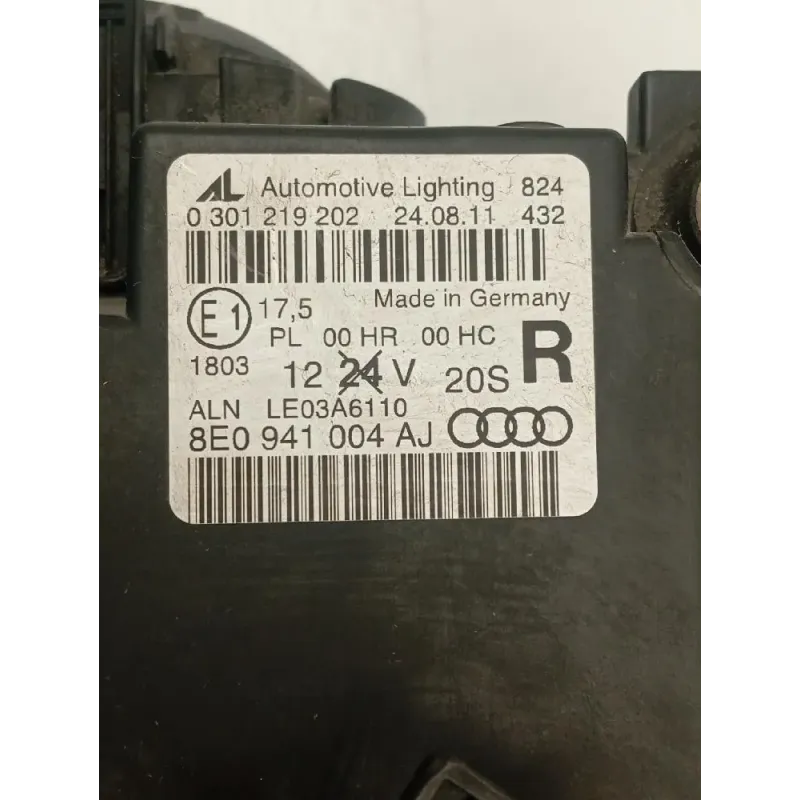 AL Automotive Lighting 824
0 301 219 202 24.08.11 432
Made in Germany
E1 17,5
PL 00 HR 00 HC R
1803
12 24 V 20S
ALN LE03A6110
8E0 941 004 AJ